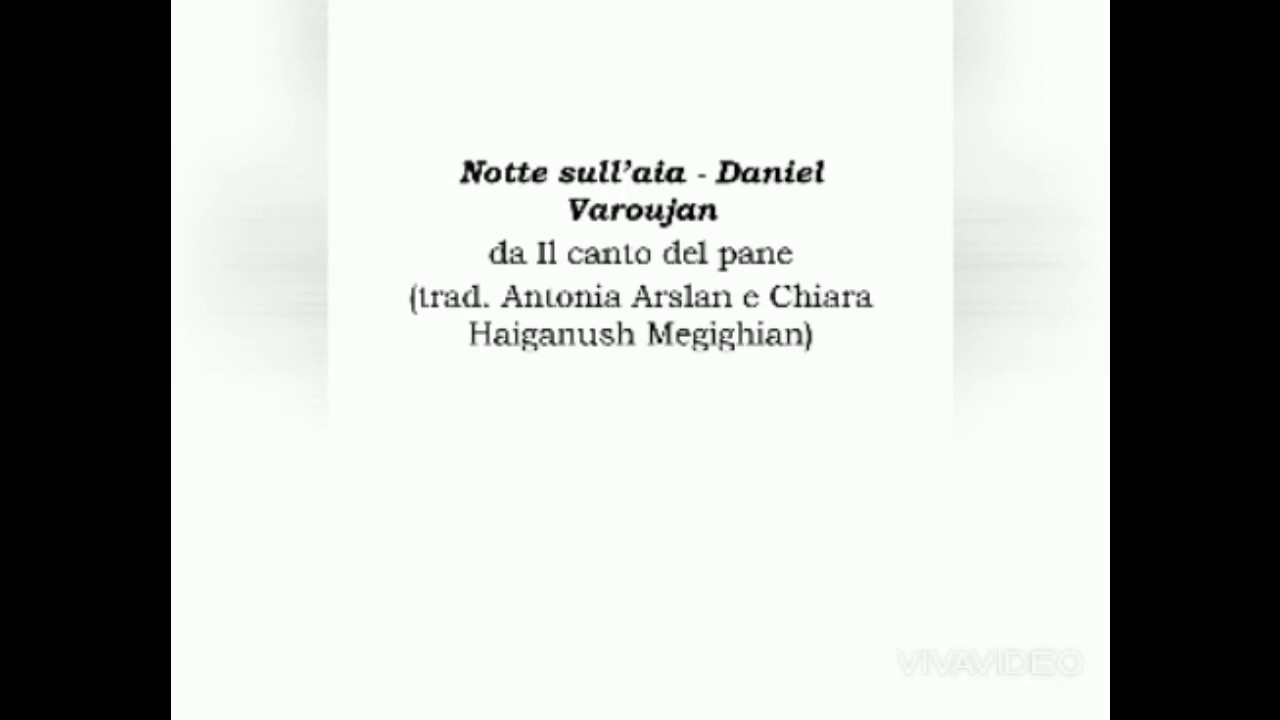 Notte sull'aia - Daniel
Varoujan
da Il canto del pane
(trad. Antonia Arslan e Chiara
Haiganush Megighian)
VIVAVIDEO